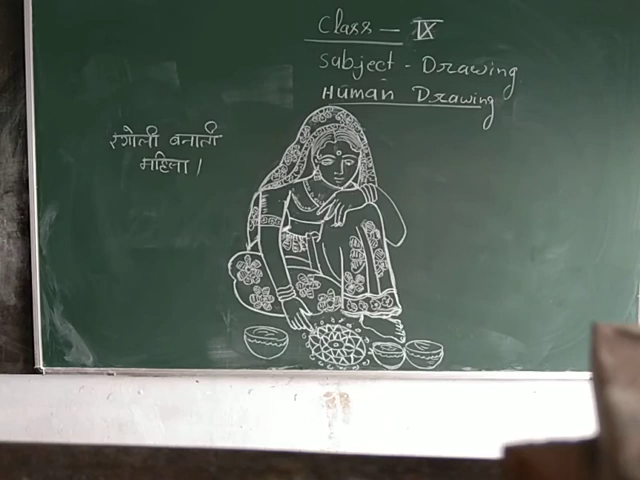 Class - IX
Subject - Drawing
Human Drawing
रंगोली बनाती
महिला।